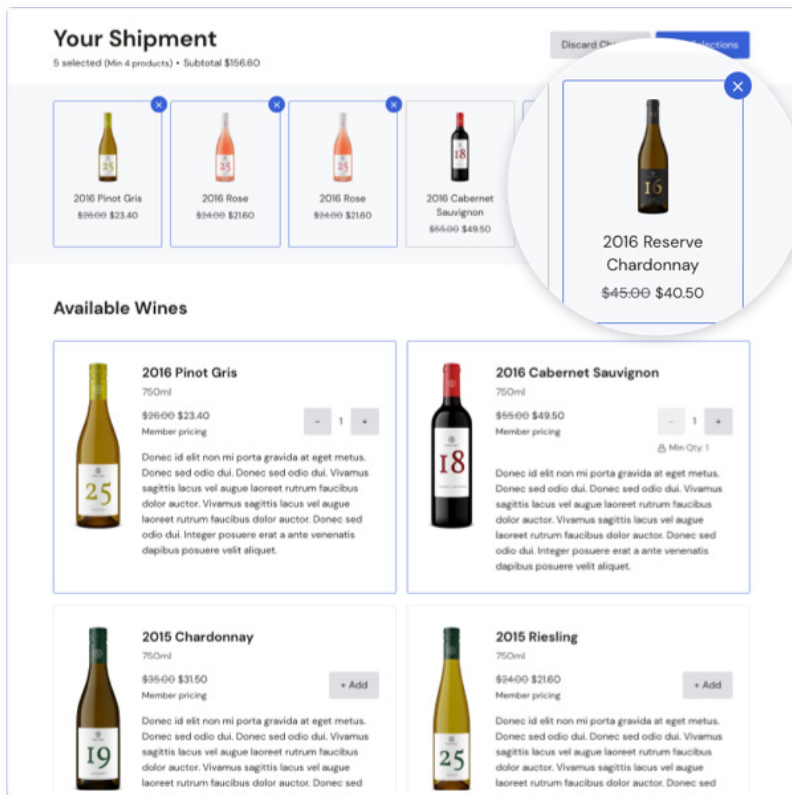 Your Shipment
5 selected (Min 4 products) • Subtotal $156.60
Discard
Selections
2016 Pinot Gris
$26.00 $23.40
2016 Rose
$24.00 $21.60
2016 Rose
$24.00 $21.60
2016 Cabernet
Sauvignon
$55.00 $49.50
2016 Reserve
Chardonnay
$45.00 $40.50
25
25
25
18
16
Available Wines
2016 Pinot Gris
750ml
$26.00 $23.40
Member pricing
- 1 +
Donec id elit non mi porta gravida at eget metus.
Donec sed odio dui. Donec sed odio dui. Vivamus
sagittis lacus vel augue laoreet rutrum faucibus
dolor auctor. Vivamus sagittis lacus vel augue
laoreet rutrum faucibus dolor auctor. Donec sed
odio dui. Integer posuere erat a ante venenatis
dapibus posuere velit aliquet.
25
2016 Cabernet Sauvignon
750ml
$55.00 $49.50
Member pricing
- 1 +
Min Qty: 1
Donec id elit non mi porta gravida at eget metus.
Donec sed odio dui. Donec sed odio dui. Vivamus
sagittis lacus vel augue laoreet rutrum faucibus
dolor auctor. Vivamus sagittis lacus vel augue
laoreet rutrum faucibus dolor auctor. Donec sed
odio dui. Integer posuere erat a ante venenatis
dapibus posuere velit aliquet.
18
2015 Chardonnay
750ml
$35.00 $31.50
Member pricing
+ Add
Donec id elit non mi porta gravida at eget metus.
Donec sed odio dui. Donec sed odio dui. Vivamus
sagittis lacus vel augue laoreet rutrum faucibus
dolor auctor. Vivamus sagittis lacus vel augue
laoreet rutrum faucibus dolor auctor. Donec sed
19
2015 Riesling
750ml
$24.00 $21.60
Member pricing
+ Add
Donec id elit non mi porta gravida at eget metus.
Donec sed odio dui. Donec sed odio dui. Vivamus
sagittis lacus vel augue laoreet rutrum faucibus
dolor auctor. Vivamus sagittis lacus vel augue
laoreet rutrum faucibus dolor auctor. Donec sed
25